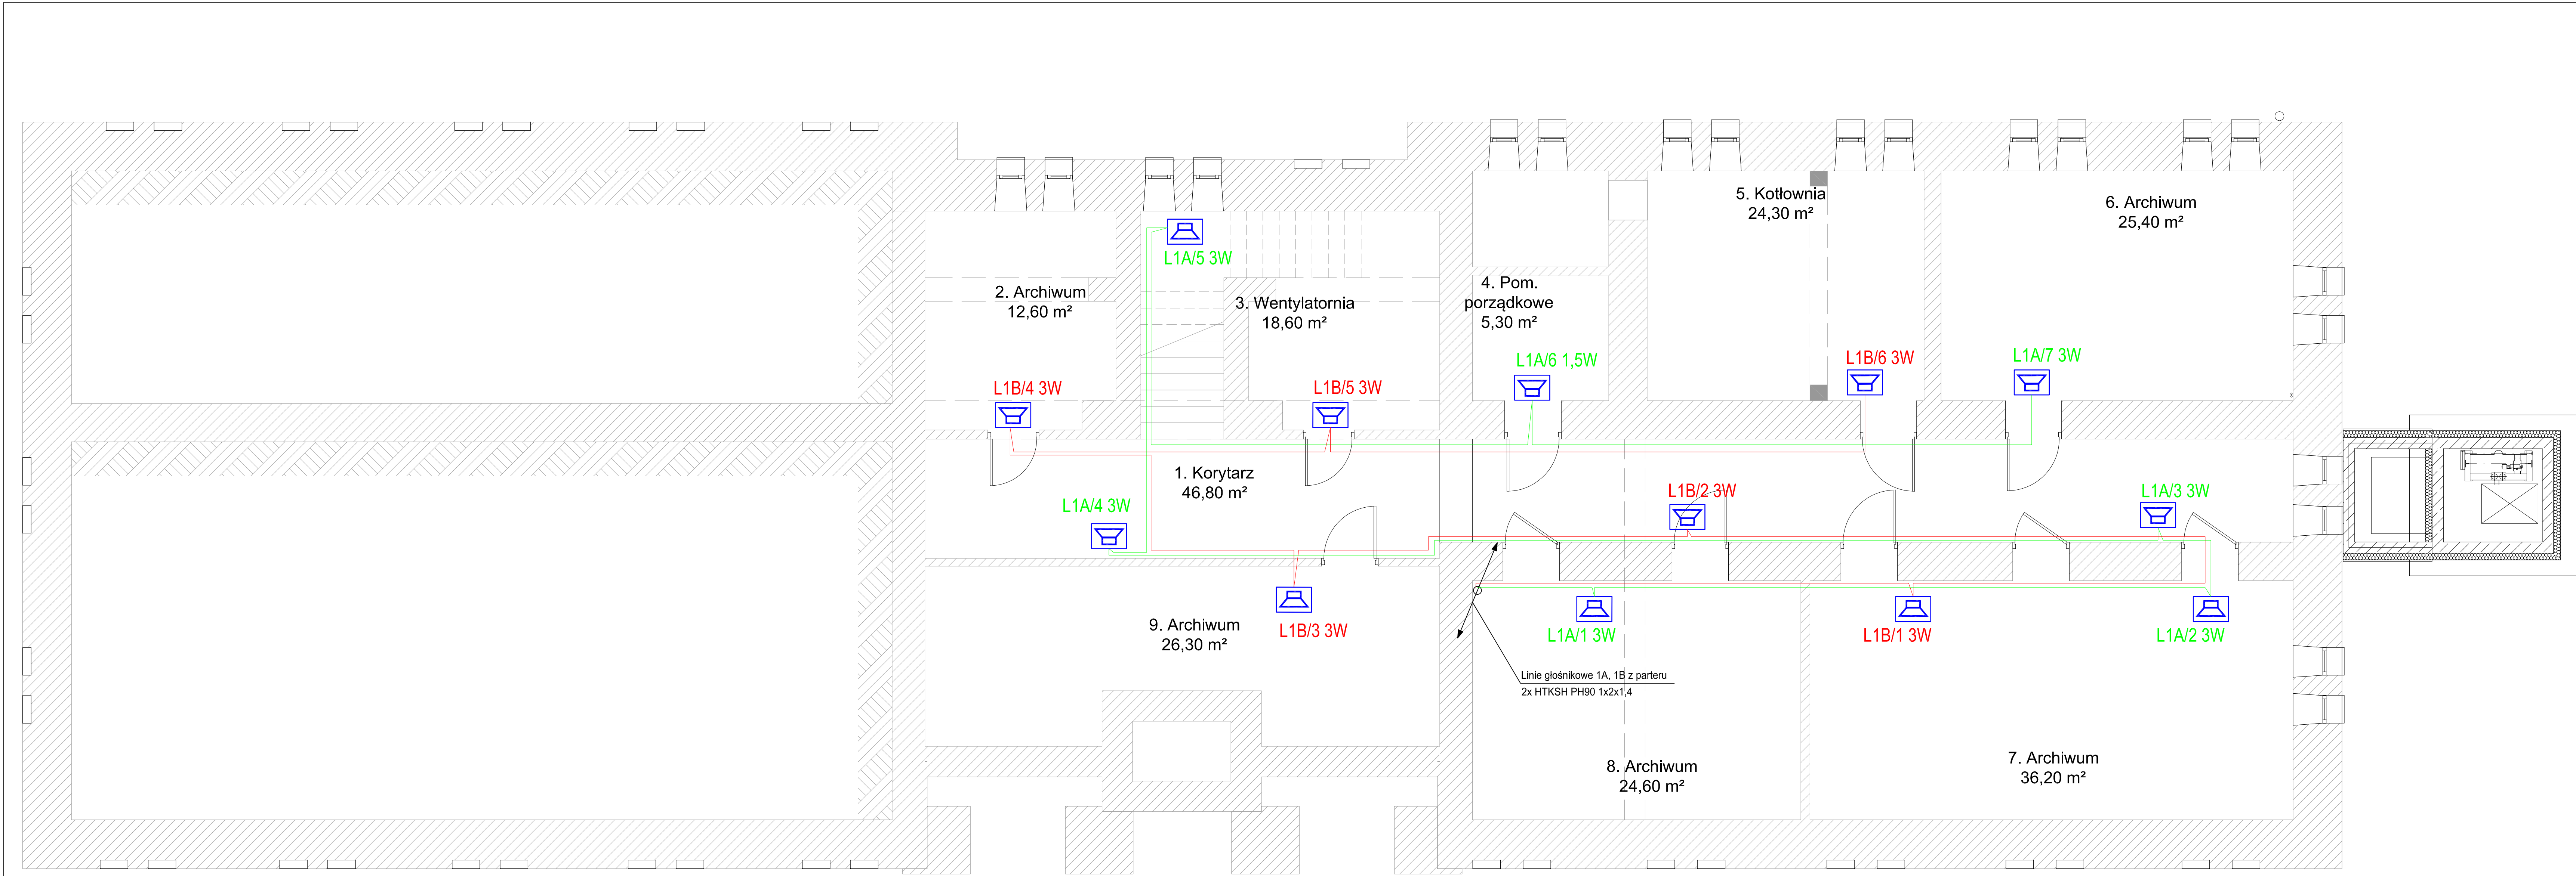 5. Kotłownia
24,30 m²
6. Archiwum
25,40 m²
L1A/5 3W
2. Archiwum
12,60 m²
3. Wentylatornia
18,60 m²
4. Pom.
porządkowe
5,30 m²
L1B/4 3W
L1B/5 3W
L1A/6 1,5W
L1B/6 3W
L1A/7 3W
1. Korytarz
46,80 m²
L1A/4 3W
L1B/2 3W
L1A/3 3W
9. Archiwum
26,30 m²
L1B/3 3W
L1A/1 3W
L1B/1 3W
L1A/2 3W
Linie głośnikowe 1A, 1B z parteru
2x HTKSH PH90 1x2x1,4
8. Archiwum
24,60 m²
7. Archiwum
36,20 m²